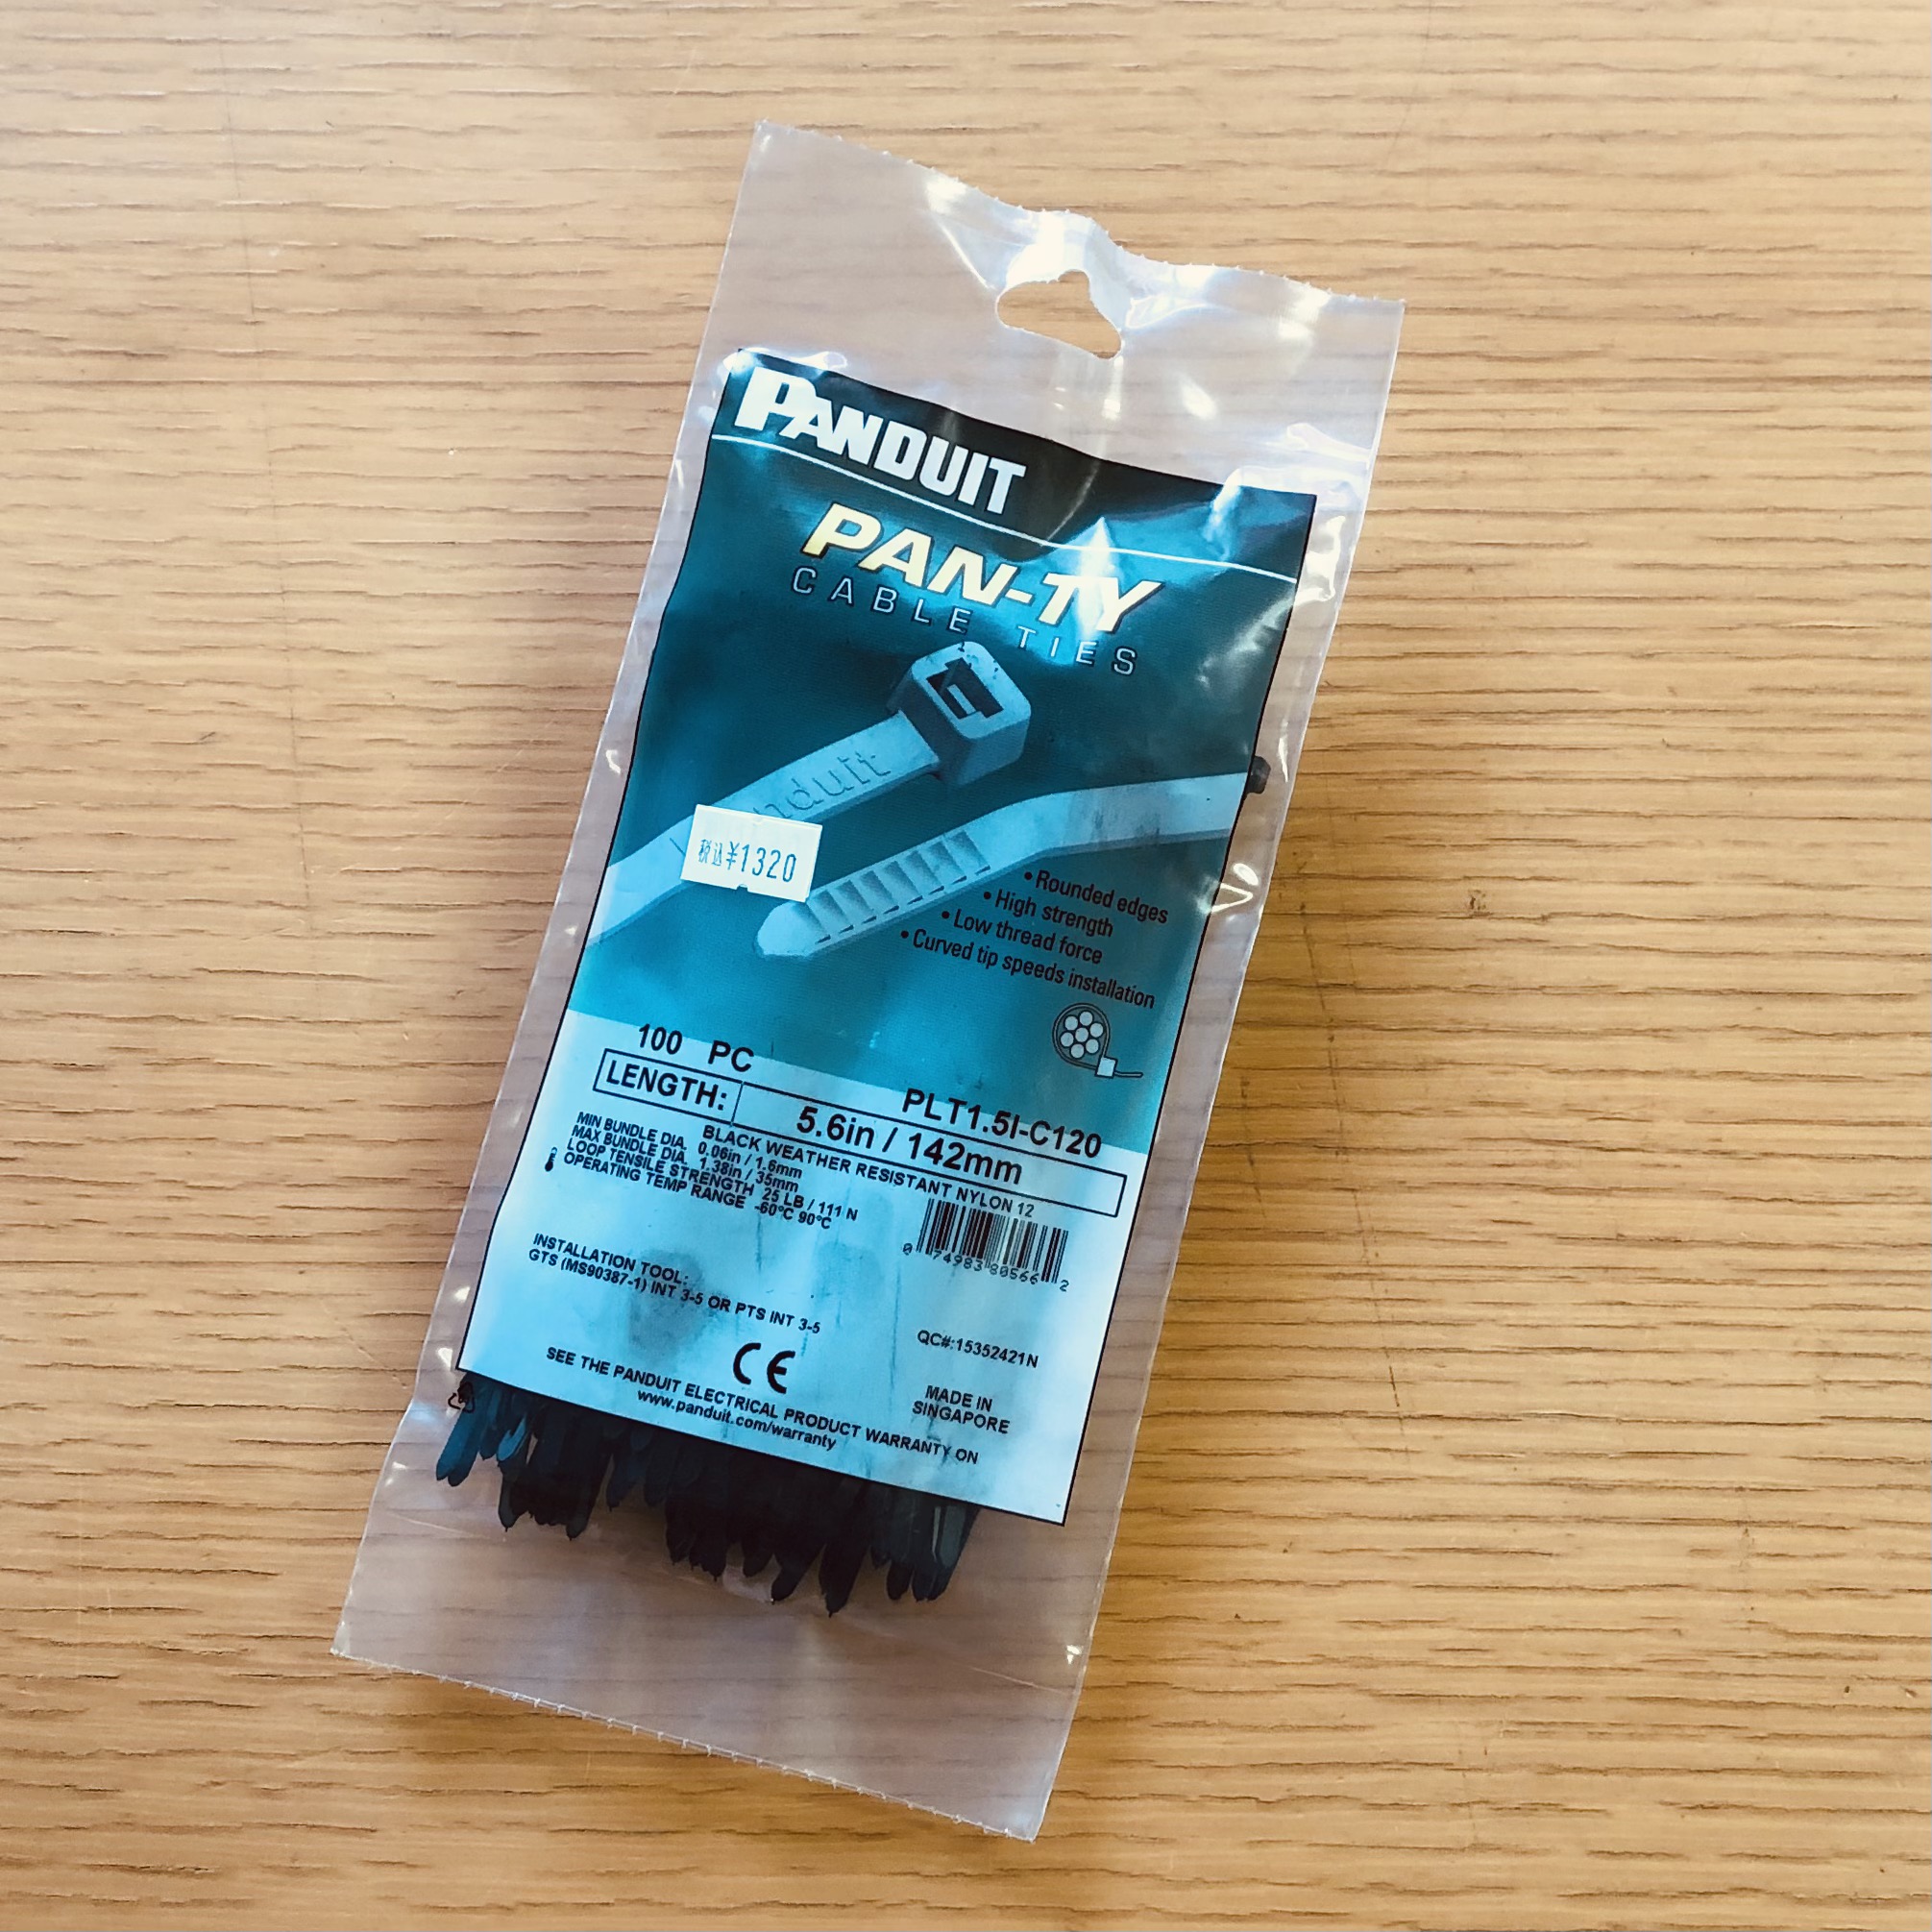 PANDUIT
PAN-TY
CABLE TIES
nduit
税込¥1320
• Rounded edges
• High strength
• Low thread force
• Curved tip speeds installation
100 PC
PLT1.5I-C120
LENGTH: 5.6in / 142mm
BLACK WEATHER RESISTANT NYLON 12
MIN BUNDLE DIA. 0.06in / 1.6mm
MAX BUNDLE DIA. 1.38in / 35mm
LOOP TENSILE STRENGTH 25 LB / 111 N
OPERATING TEMP RANGE -60°C 90°C
0 74983 80566 2
INSTALLATION TOOL:
GTS (MS90387-1) INT 3-5 OR PTS INT 3-5
QC#:15352421N
CE
MADE IN
SINGAPORE
SEE THE PANDUIT ELECTRICAL PRODUCT WARRANTY ON
www.panduit.com/warranty